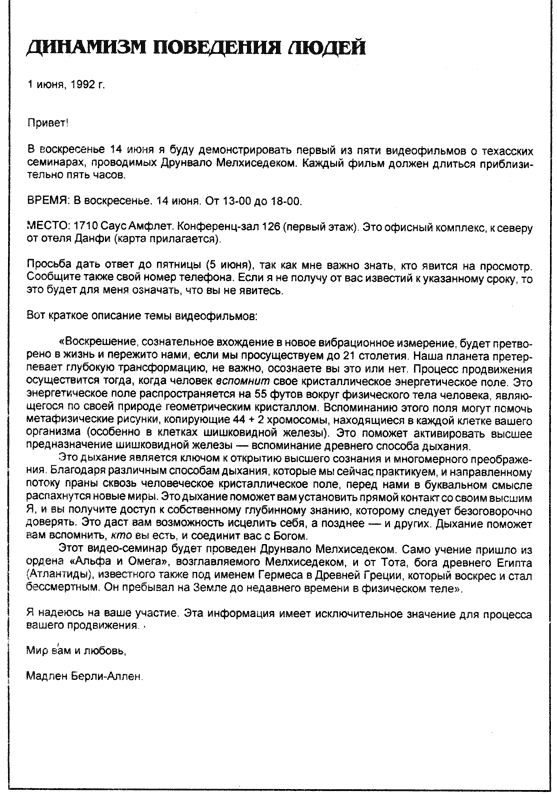 ДИНАМИЗМ ПОВЕДЕНИЯ ЛЮДЕЙ
1 июня, 1992 г.
Привет!
В воскресенье 14 июня я буду демонстрировать первый из пяти видеофильмов о техасских
семинарах, проводимых Друнвало Мелхиседеком. Каждый фильм должен длиться приблизи-
тельно пять часов.
ВРЕМЯ: В воскресенье. 14 июня. От 13-00 до 18-00.
МЕСТО: 1710 Саус Амфлет. Конференц-зал 126 (первый этаж). Это офисный комплекс, к северу
от отеля Данфи (карта прилагается).
Просьба дать ответ до пятницы (5 июня), так как мне важно знать, кто явится на просмотр.
Сообщите также свой номер телефона. Если я не получу от вас известий к указанному сроку, то
это будет для меня означать, что вы не явитесь.
Вот краткое описание темы видеофильмов:
«Воскрешение, сознательное вхождение в новое вибрационное измерение, будет претво-
рено в жизнь и пережито нами, если мы просуществуем до 21 столетия. Наша планета претер-
певает глубокую трансформацию, не важно, осознаете вы это или нет. Процесс продвижения
осуществится тогда, когда человек вспомнит свое кристаллическое энергетическое поле. Это
энергетическое поле распространяется на 55 футов вокруг физического тела человека, являю-
щегося по своей природе геометрическим кристаллом. Вспоминанию этого поля могут помочь
метафизические рисунки, копирующие 44 + 2 хромосомы, находящиеся в каждой клетке вашего
организма (особенно в клетках шишковидной железы). Это поможет активировать высшее
предназначение шишковидной железы — вспоминание древнего способа дыхания.
Это дыхание является ключом к открытию высшего сознания и многомерного преображе-
ния. Благодаря различным способам дыхания, которые мы сейчас практикуем, и направленному
потоку праны сквозь человеческое кристаллическое поле, перед нами в буквальном смысле
распахнутся новые миры. Это дыхание поможет вам установить прямой контакт со своим высшим
Я, и вы получите доступ к собственному глубинному знанию, которому следует безоговорочно
доверять. Это даст вам возможность исцелить себя, а позднее — и других. Дыхание поможет
вам вспомнить, кто вы есть, и соединит вас с Богом.
Этот видео-семинар будет проведен Друнвало Мелхиседеком. Само учение пришло из
ордена «Альфа и Омега», возглавляемого Мелхиседеком, и от Тота, бога древнего Египта
(Атлантиды), известного также под именем Гермеса в Древней Греции, который воскрес и стал
бессмертным. Он пребывал на Земле до недавнего времени в физическом теле».
Я надеюсь на ваше участие. Эта информация имеет исключительное значение для процесса
вашего продвижения.
Мир вам и любовь,
Мадлен Берли-Аллен.